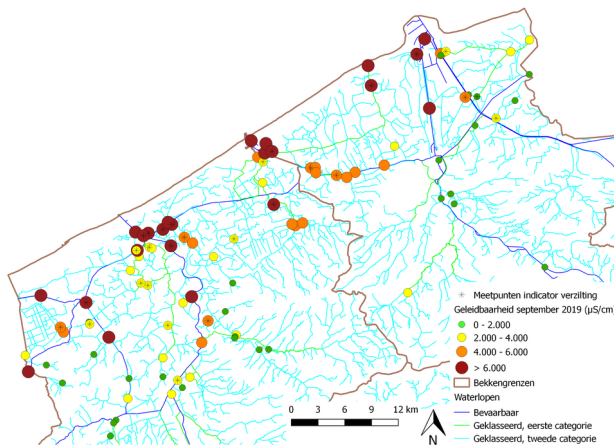 Meetpunten indicator verzilting
Geleidbaarheid september 2019 (µS/cm)
0 - 2.000
2.000 - 4.000
4.000 - 6.000
> 6.000
Bekkengrenzen
Waterlopen
Bevaarbaar
Geklasseerd, eerste categorie
Geklasseerd, tweede categorie
0 3 6 9 12 km
N